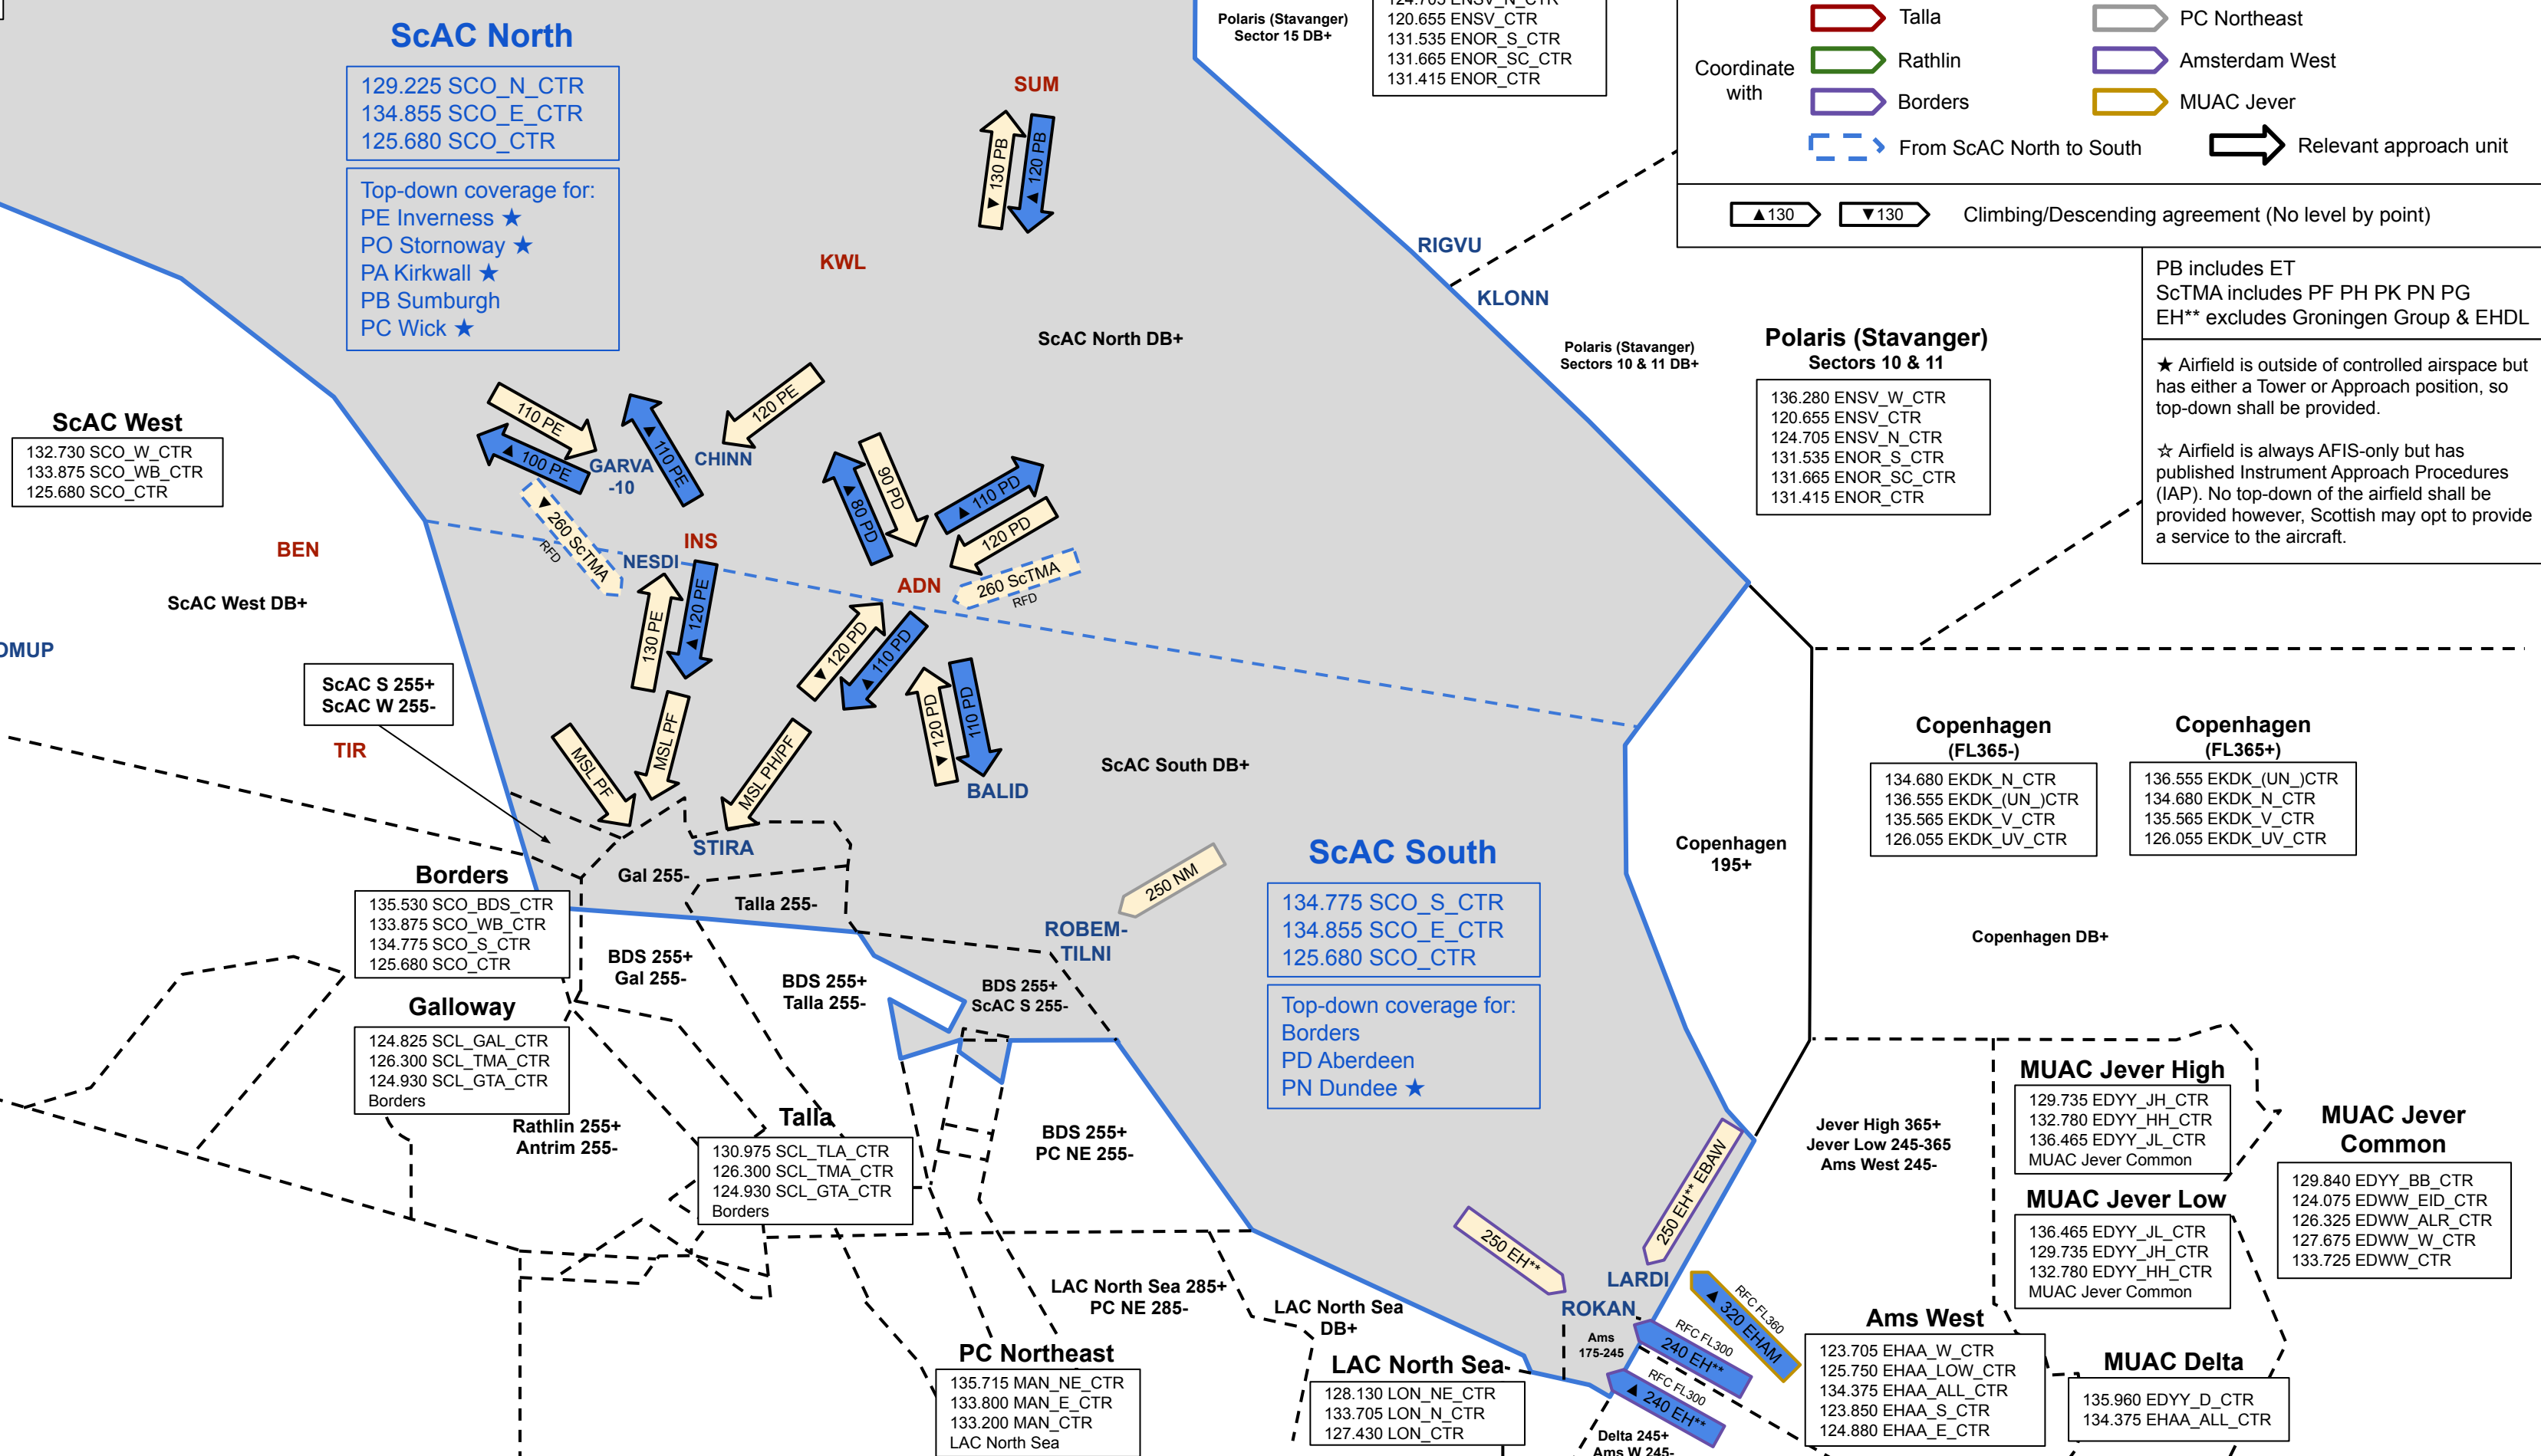 ScAC North
129.225 SCO_N_CTR
134.855 SCO_E_CTR
125.680 SCO_CTR
Top-down coverage for:
PE Inverness ★
PO Stornoway ★
PA Kirkwall ★
PB Sumburgh
PC Wick ★
Polaris (Stavanger)
Sector 15 DB+
124.705 ENSV_N_CTR
120.655 ENSV_CTR
131.535 ENOR_S_CTR
131.665 ENOR_SC_CTR
131.415 ENOR_CTR
Coordinate
with
Talla
Rathlin
Borders
PC Northeast
Amsterdam West
MUAC Jever
From ScAC North to South
Relevant approach unit
▲130
▼130
Climbing/Descending agreement (No level by point)
PB includes ET
ScTMA includes PF PH PK PN PG
EH** excludes Groningen Group & EHDL
★ Airfield is outside of controlled airspace but
has either a Tower or Approach position, so
top-down shall be provided.
☆ Airfield is always AFIS-only but has
published Instrument Approach Procedures
(IAP). No top-down of the airfield shall be
provided however, Scottish may opt to provide
a service to the aircraft.
SUM
▼ 130 PB
▲ 120 PB
KWL
RIGVU
KLONN
ScAC North DB+
Polaris (Stavanger)
Sectors 10 & 11 DB+
Polaris (Stavanger)
Sectors 10 & 11
136.280 ENSV_W_CTR
120.655 ENSV_CTR
124.705 ENSV_N_CTR
131.535 ENOR_S_CTR
131.665 ENOR_SC_CTR
131.415 ENOR_CTR
ScAC West
132.730 SCO_W_CTR
133.875 SCO_WB_CTR
125.680 SCO_CTR
110 PE
▲ 100 PE
GARVA
-10
▲ 110 PE
120 PE
CHINN
90 PD
▲ 80 PD
▲ 110 PD
120 PD
▼ 260 ScTMA
RFD
260 ScTMA
RFD
BEN
INS
NESDI
ADN
ScAC West DB+
OMUP
130 PE
▲ 120 PE
▼ 120 PD
▲ 110 PD
▼ 120 PD
110 PD
BALID
ScAC S 255+
ScAC W 255-
TIR
MSL PF
MSL PF
MSL PH/PF
STIRA
ScAC South DB+
Copenhagen
(FL365-)
134.680 EKDK_N_CTR
136.555 EKDK_(UN_)CTR
135.565 EKDK_V_CTR
126.055 EKDK_UV_CTR
Copenhagen
(FL365+)
136.555 EKDK_(UN_)CTR
134.680 EKDK_N_CTR
135.565 EKDK_V_CTR
126.055 EKDK_UV_CTR
Copenhagen
195+
Copenhagen DB+
ScAC South
134.775 SCO_S_CTR
134.855 SCO_E_CTR
125.680 SCO_CTR
Top-down coverage for:
Borders
PD Aberdeen
PN Dundee ★
250 NM
ROBEM-
TILNI
Gal 255-
Talla 255-
Borders
135.530 SCO_BDS_CTR
133.875 SCO_WB_CTR
134.775 SCO_S_CTR
125.680 SCO_CTR
BDS 255+
Gal 255-
BDS 255+
Talla 255-
BDS 255+
ScAC S 255-
Galloway
124.825 SCL_GAL_CTR
126.300 SCL_TMA_CTR
124.930 SCL_GTA_CTR
Borders
Rathlin 255+
Antrim 255-
Talla
130.975 SCL_TLA_CTR
126.300 SCL_TMA_CTR
124.930 SCL_GTA_CTR
Borders
BDS 255+
PC NE 255-
LAC North Sea 285+
PC NE 285-
LAC North Sea
DB+
PC Northeast
135.715 MAN_NE_CTR
133.800 MAN_E_CTR
133.200 MAN_CTR
LAC North Sea
LAC North Sea
128.130 LON_NE_CTR
133.705 LON_N_CTR
127.430 LON_CTR
250 EH** EBAW
250 EH**
LARDI
ROKAN
Ams
175-245
RFC FL360
▲ 320 EHAM
RFC FL300
240 EH**
RFC FL300
▲ 240 EH**
Delta 245+
Ams W 245-
Jever High 365+
Jever Low 245-365
Ams West 245-
MUAC Jever High
129.735 EDYY_JH_CTR
132.780 EDYY_HH_CTR
136.465 EDYY_JL_CTR
MUAC Jever Common
MUAC Jever Low
136.465 EDYY_JL_CTR
129.735 EDYY_JH_CTR
132.780 EDYY_HH_CTR
MUAC Jever Common
MUAC Jever
Common
129.840 EDYY_BB_CTR
124.075 EDWW_EID_CTR
126.325 EDWW_ALR_CTR
127.675 EDWW_W_CTR
133.725 EDWW_CTR
Ams West
123.705 EHAA_W_CTR
125.750 EHAA_LOW_CTR
134.375 EHAA_ALL_CTR
123.850 EHAA_S_CTR
124.880 EHAA_E_CTR
MUAC Delta
135.960 EDYY_D_CTR
134.375 EHAA_ALL_CTR